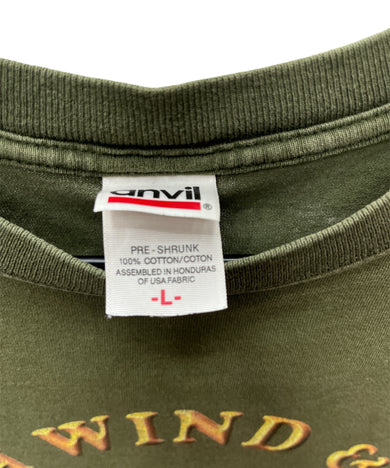 anvil
®
PRE-SHRUNK
100% COTTON/COTON
ASSEMBLED IN HONDURAS
OF USA FABRIC
-L-
WIND &